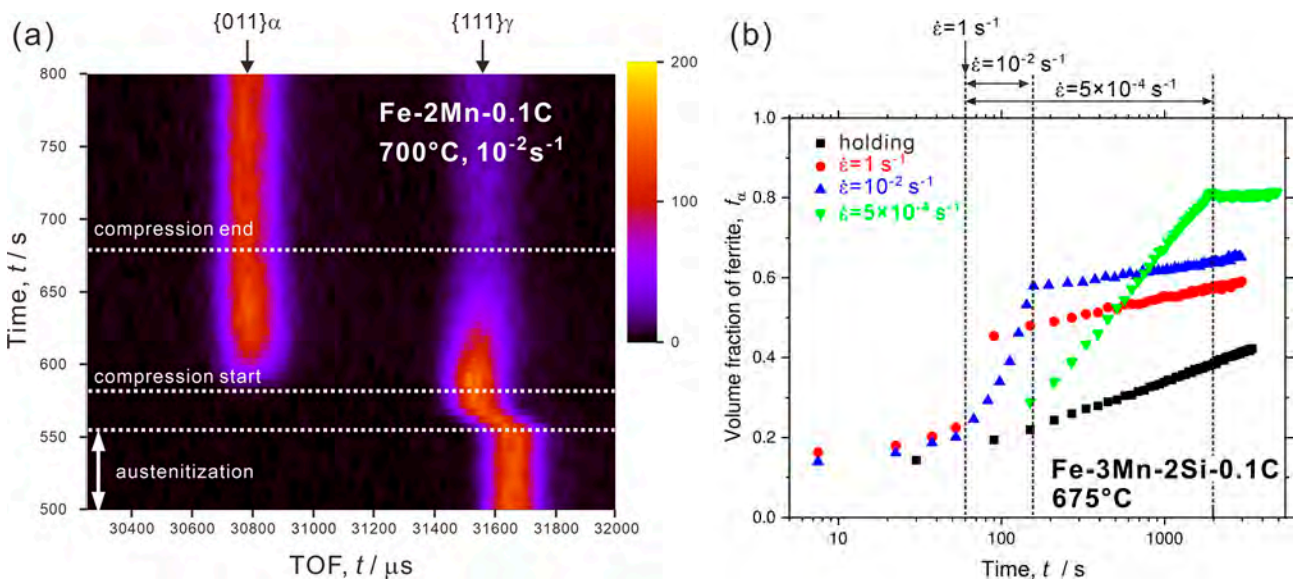 (a)
{011}α
{111}γ
Fe-2Mn-0.1C
700°C, 10⁻²s⁻¹
compression end
compression start
austenitization
800
750
700
650
600
550
500
Time, t / s
30400 30600 30800 31000 31200 31400 31600 31800 32000
TOF, t / μs
200
100
0
(b)
ε̇=1 s⁻¹
ε̇=10⁻² s⁻¹
ε̇=5×10⁻⁴ s⁻¹
holding
ε̇=1 s⁻¹
ε̇=10⁻² s⁻¹
ε̇=5×10⁻⁴ s⁻¹
Fe-3Mn-2Si-0.1C
675°C
1.0
0.8
0.6
0.4
0.2
0.0
Volume fraction of ferrite, fα
10 100 1000
Time, t / s